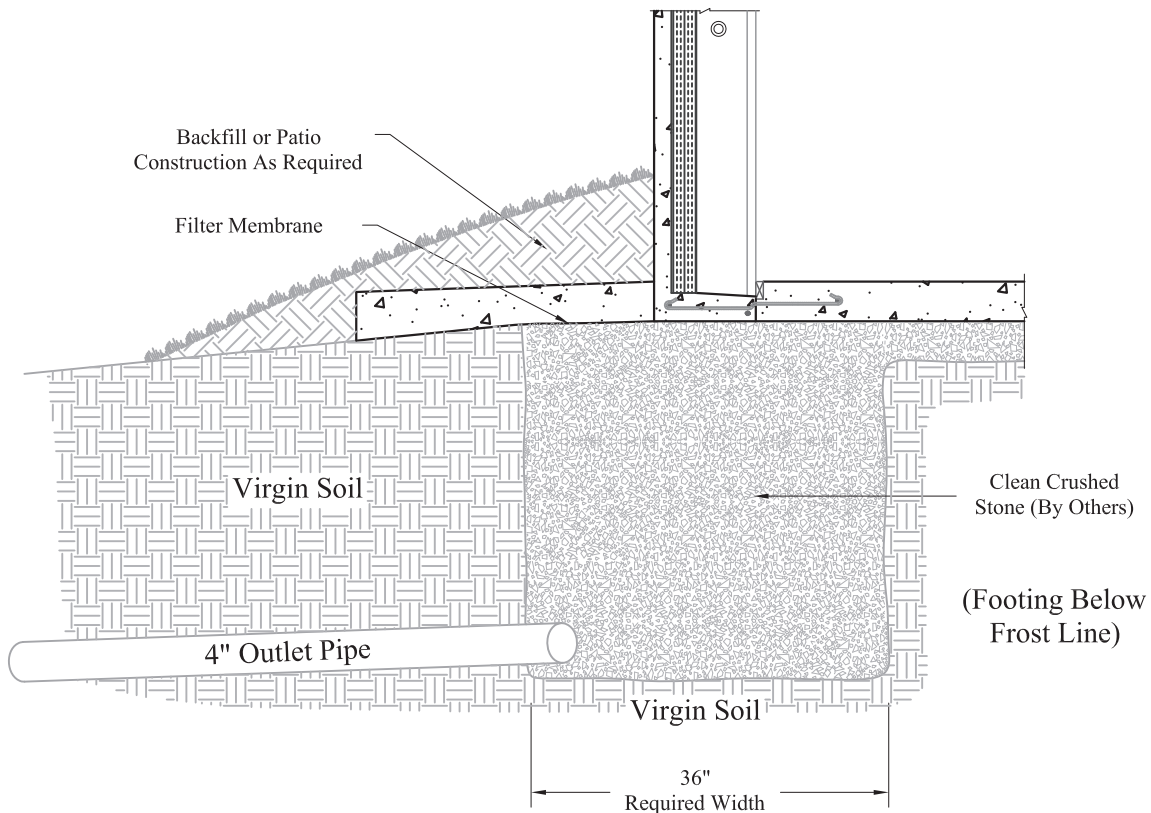 Backfill or Patio
Construction As Required
Filter Membrane
Virgin Soil
Clean Crushed
Stone (By Others)
(Footing Below
Frost Line)
4" Outlet Pipe
Virgin Soil
36"
Required Width